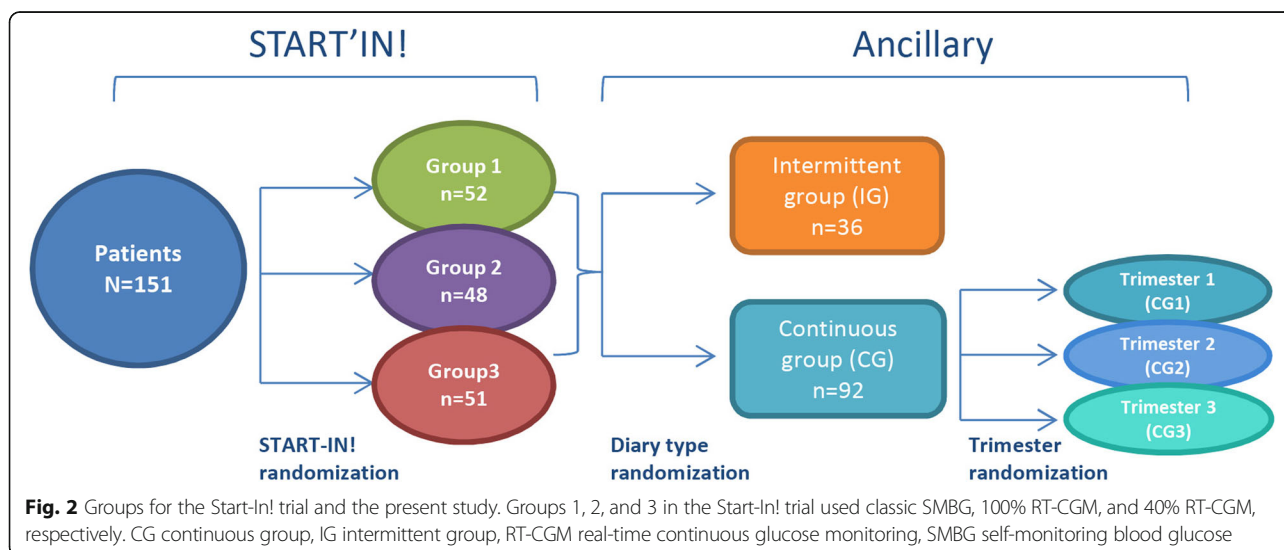 START'IN!
Ancillary
Patients
N=151
Group 1
n=52
Group 2
n=48
Group3
n=51
START-IN!
randomization
Intermittent
group (IG)
n=36
Continuous
group (CG)
n=92
Diary type
randomization
Trimester 1
(CG1)
Trimester 2
(CG2)
Trimester 3
(CG3)
Trimester
randomization
Fig. 2 Groups for the Start-In! trial and the present study. Groups 1, 2, and 3 in the Start-In! trial used classic SMBG, 100% RT-CGM, and 40% RT-CGM,
respectively. CG continuous group, IG intermittent group, RT-CGM real-time continuous glucose monitoring, SMBG self-monitoring blood glucose